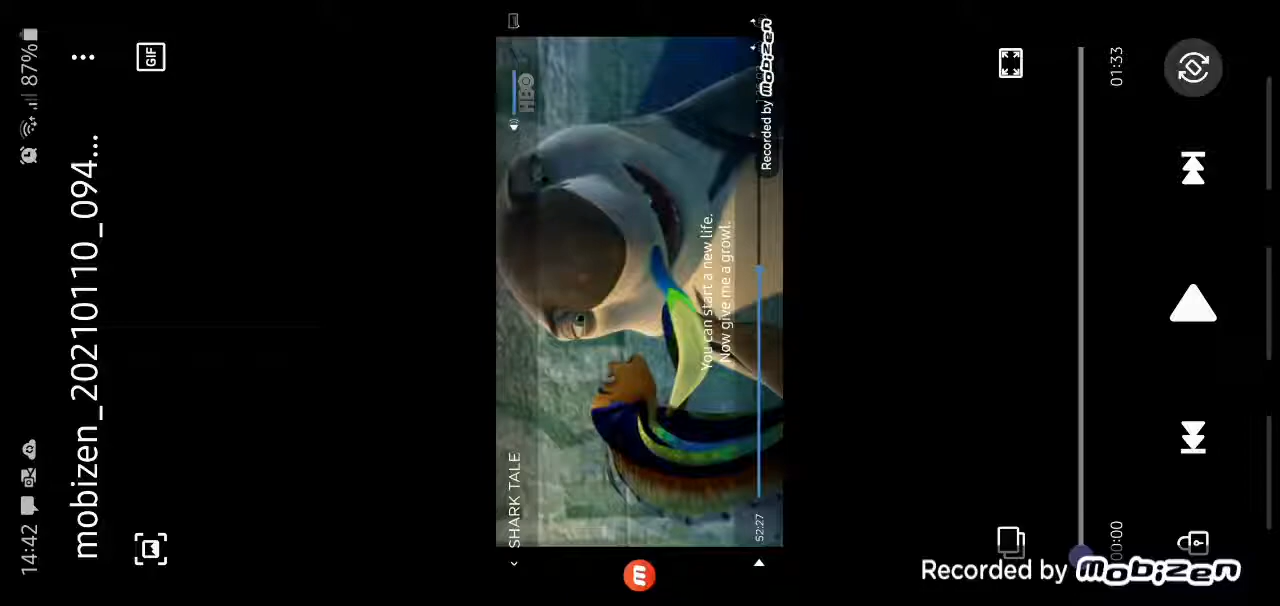 14:42
87%
mobizen_20210110_094...
GIF
SHARK TALE
HBO
You can start a new life.
Now give me a growl.
52:27
Recorded by mobizen
00:00
01:33
Recorded by mobizen